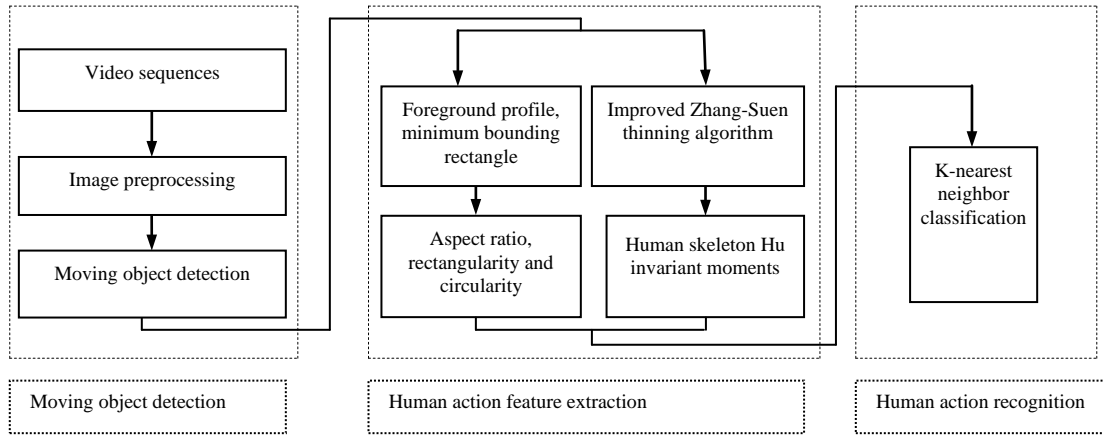 Video sequences
Image preprocessing
Moving object detection
Foreground profile,
minimum bounding
rectangle
Improved Zhang-Suen
thinning algorithm
Aspect ratio,
rectangularity and
circularity
Human skeleton Hu
invariant moments
K-nearest
neighbor
classification
Moving object detection
Human action feature extraction
Human action recognition